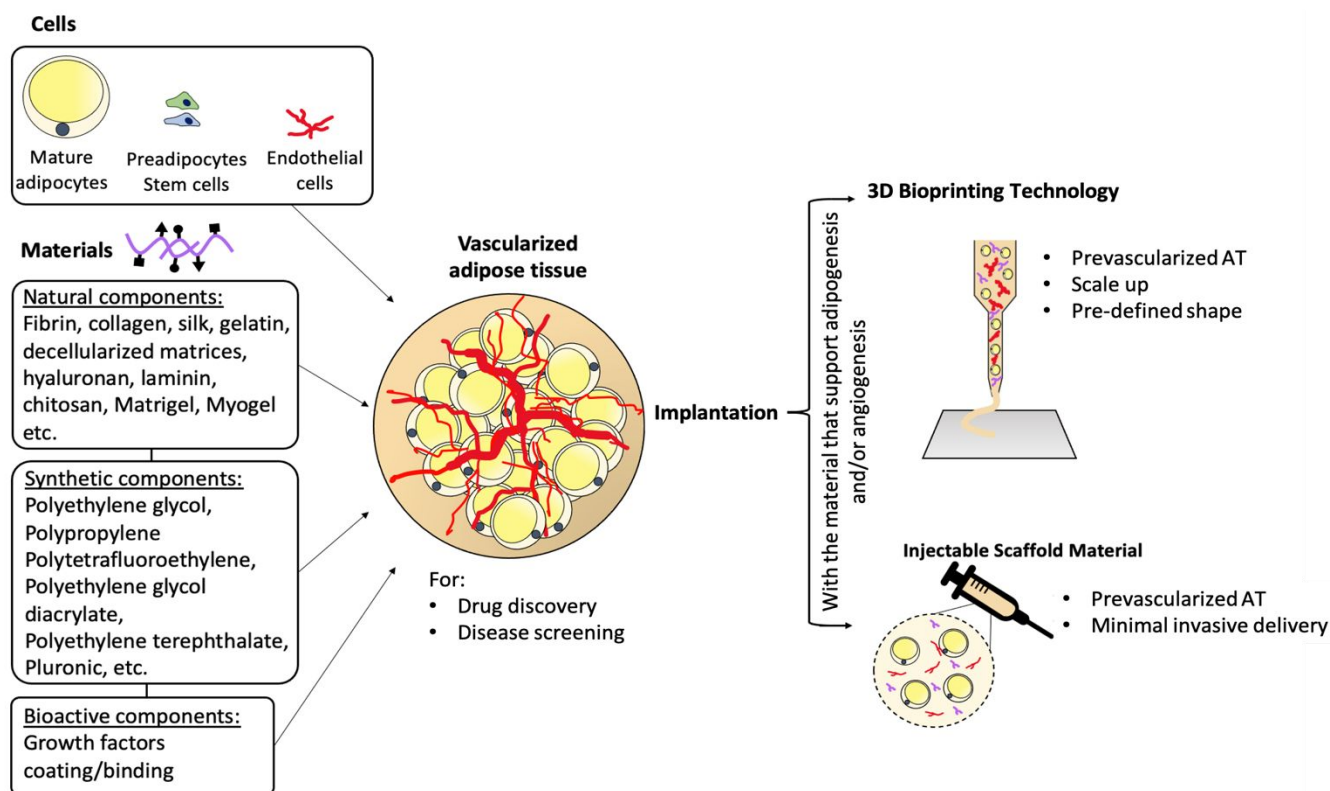 Cells
Mature
adipocytes
Preadipocytes
Stem cells
Endothelial
cells
Materials
Natural components:
Fibrin, collagen, silk, gelatin,
decellularized matrices,
hyaluronan, laminin,
chitosan, Matrigel, Myogel
etc.
Synthetic components:
Polyethylene glycol,
Polypropylene
Polytetrafluoroethylene,
Polyethylene glycol
diacrylate,
Polyethylene terephthalate,
Pluronic, etc.
Bioactive components:
Growth factors
coating/binding
Vascularized
adipose tissue
For:
• Drug discovery
• Disease screening
Implantation
With the material that support adipogenesis
and/or angiogenesis
3D Bioprinting Technology
• Prevascularized AT
• Scale up
• Pre-defined shape
Injectable Scaffold Material
• Prevascularized AT
• Minimal invasive delivery